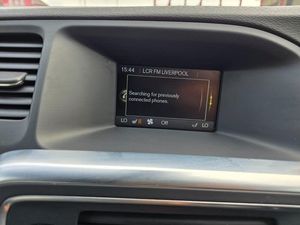 15:44 LCR FM LIVERPOOL
Searching for previously
connected phones.
LO Off LO